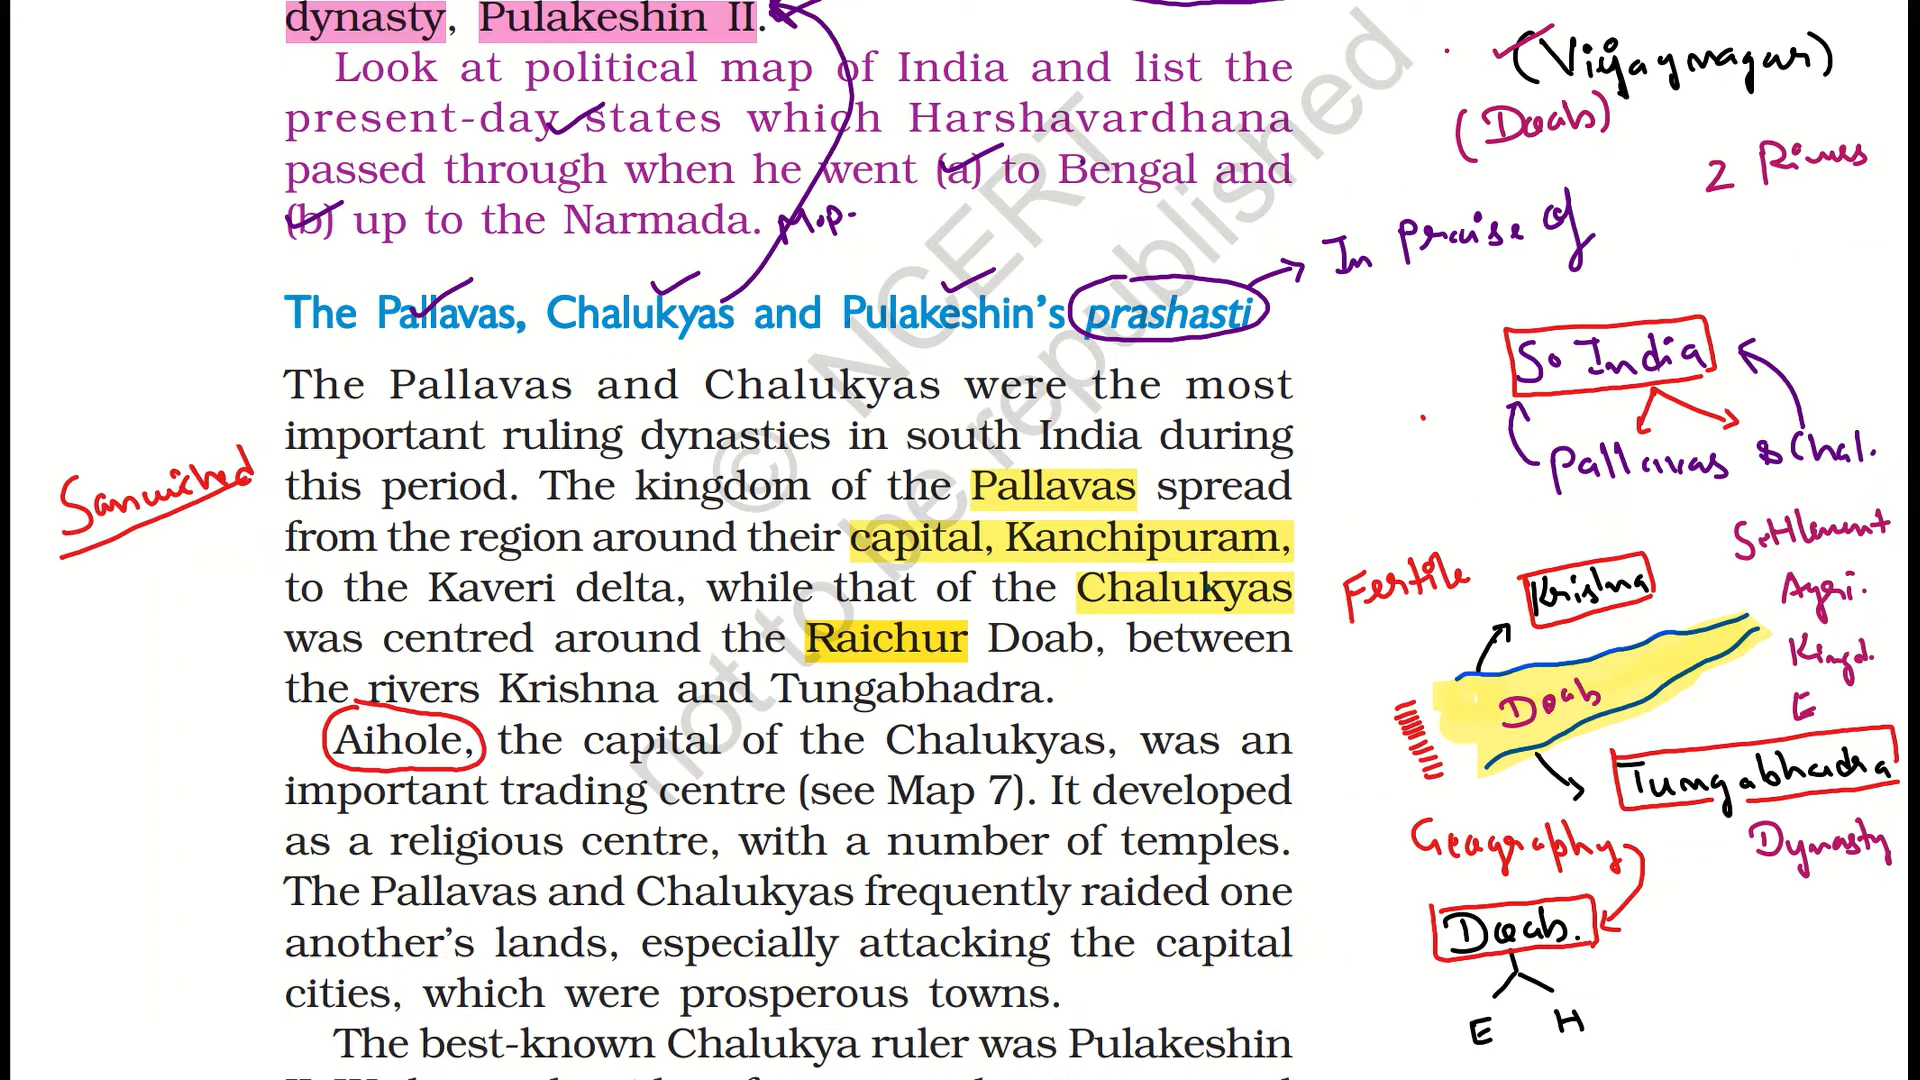 dynasty, Pulakeshin II.
Look at political map of India and list the
present-day states which Harshavardhana
passed through when he went (a) to Bengal and
(b) up to the Narmada. Map.
The Pallavas, Chalukyas and Pulakeshin's prashasti
The Pallavas and Chalukyas were the most
important ruling dynasties in south India during
this period. The kingdom of the Pallavas spread
from the region around their capital, Kanchipuram,
to the Kaveri delta, while that of the Chalukyas
was centred around the Raichur Doab, between
the rivers Krishna and Tungabhadra.
Aihole, the capital of the Chalukyas, was an
important trading centre (see Map 7). It developed
as a religious centre, with a number of temples.
The Pallavas and Chalukyas frequently raided one
another's lands, especially attacking the capital
cities, which were prosperous towns.
The best-known Chalukya ruler was Pulakeshin
© NCERT
not to be republished
(Vijaynagar)
(Doab)
2 Rivers
In praise of
So India
Pallavas & Chal.
Sanwiched
Settlement
Fertile
Krishna
Agri.
Kingd.
Doab
E
Tungabhadra
Geography
Dynasty
Doab.
E H